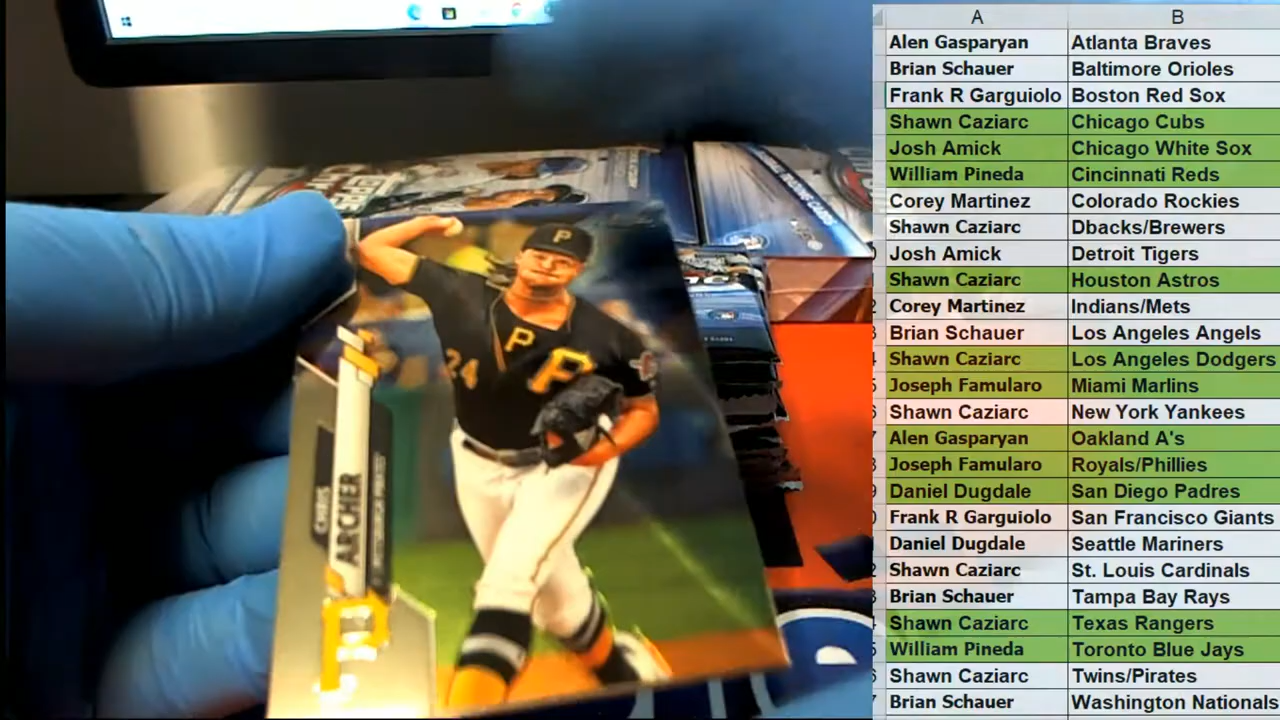 A B
Alen Gasparyan Atlanta Braves
Brian Schauer Baltimore Orioles
Frank R Garguiolo Boston Red Sox
Shawn Caziarc Chicago Cubs
Josh Amick Chicago White Sox
William Pineda Cincinnati Reds
Corey Martinez Colorado Rockies
Shawn Caziarc Dbacks/Brewers
Josh Amick Detroit Tigers
Shawn Caziarc Houston Astros
Corey Martinez Indians/Mets
Brian Schauer Los Angeles Angels
Shawn Caziarc Los Angeles Dodgers
Joseph Famularo Miami Marlins
Shawn Caziarc New York Yankees
Alen Gasparyan Oakland A's
Joseph Famularo Royals/Phillies
Daniel Dugdale San Diego Padres
Frank R Garguiolo San Francisco Giants
Daniel Dugdale Seattle Mariners
Shawn Caziarc St. Louis Cardinals
Brian Schauer Tampa Bay Rays
Shawn Caziarc Texas Rangers
William Pineda Toronto Blue Jays
Shawn Caziarc Twins/Pirates
Brian Schauer Washington Nationals
P
P P
24
CHRIS
ARCHER